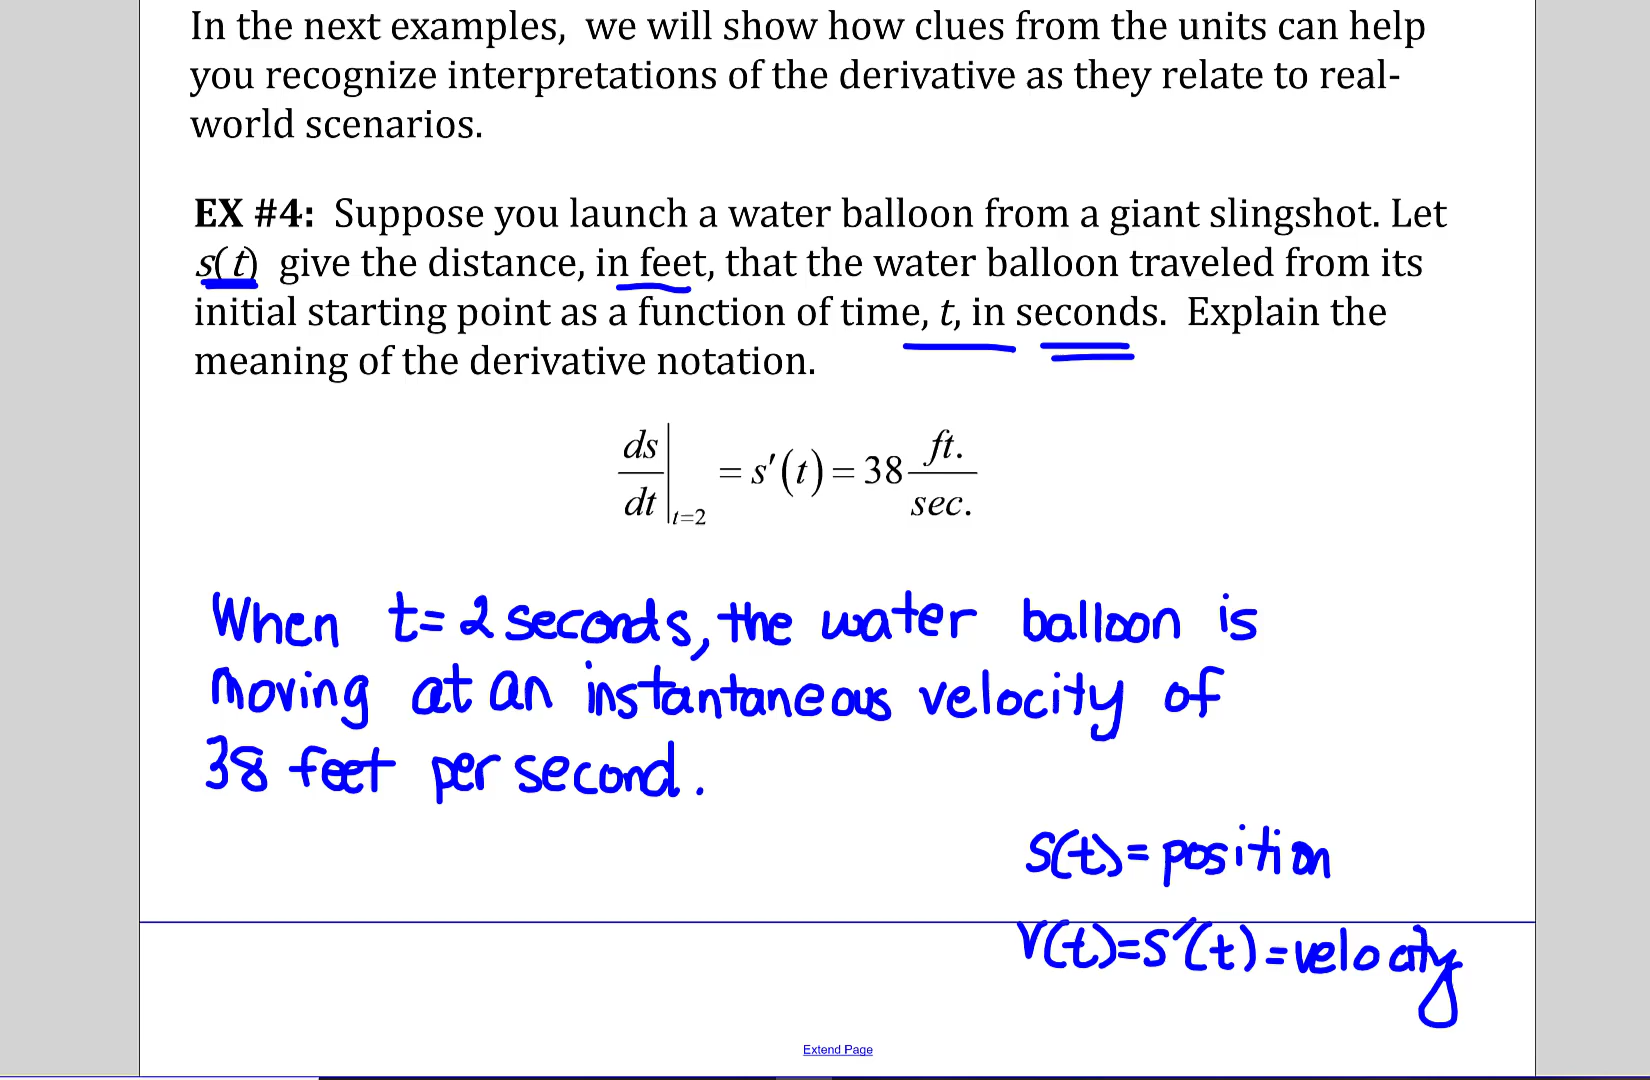 In the next examples,  we will show how clues from the units can help
you recognize interpretations of the derivative as they relate to real-
world scenarios.
EX #4:  Suppose you launch a water balloon from a giant slingshot. Let
s(t)  give the distance, in feet, that the water balloon traveled from its
initial starting point as a function of time, t, in seconds.  Explain the
meaning of the derivative notation.
ds/dt |t=2 = s′(t) = 38 ft./sec.
When t=2 seconds, the water balloon is
moving at an instantaneous velocity of
38 feet per second.
s(t)=position
v(t)=s′(t)=velocity
Extend Page